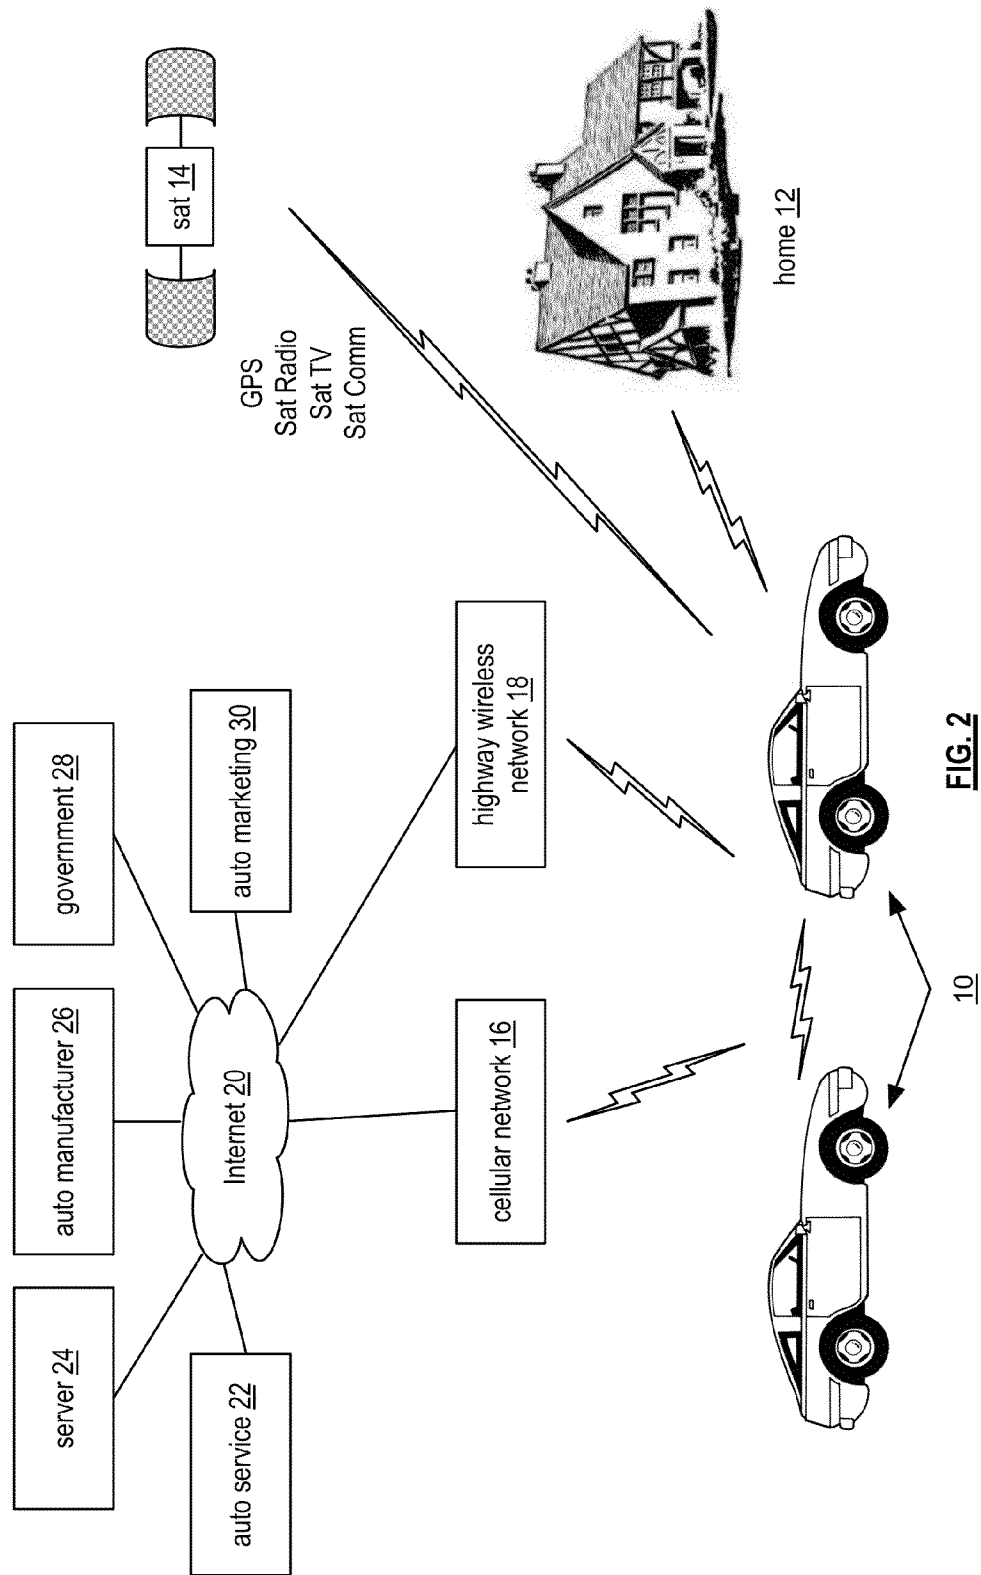 server 24
auto manufacturer 26
government 28
auto service 22
Internet 20
auto marketing 30
sat 14
GPS
Sat Radio
Sat TV
Sat Comm
cellular network 16
highway wireless
network 18
home 12
10
FIG. 2